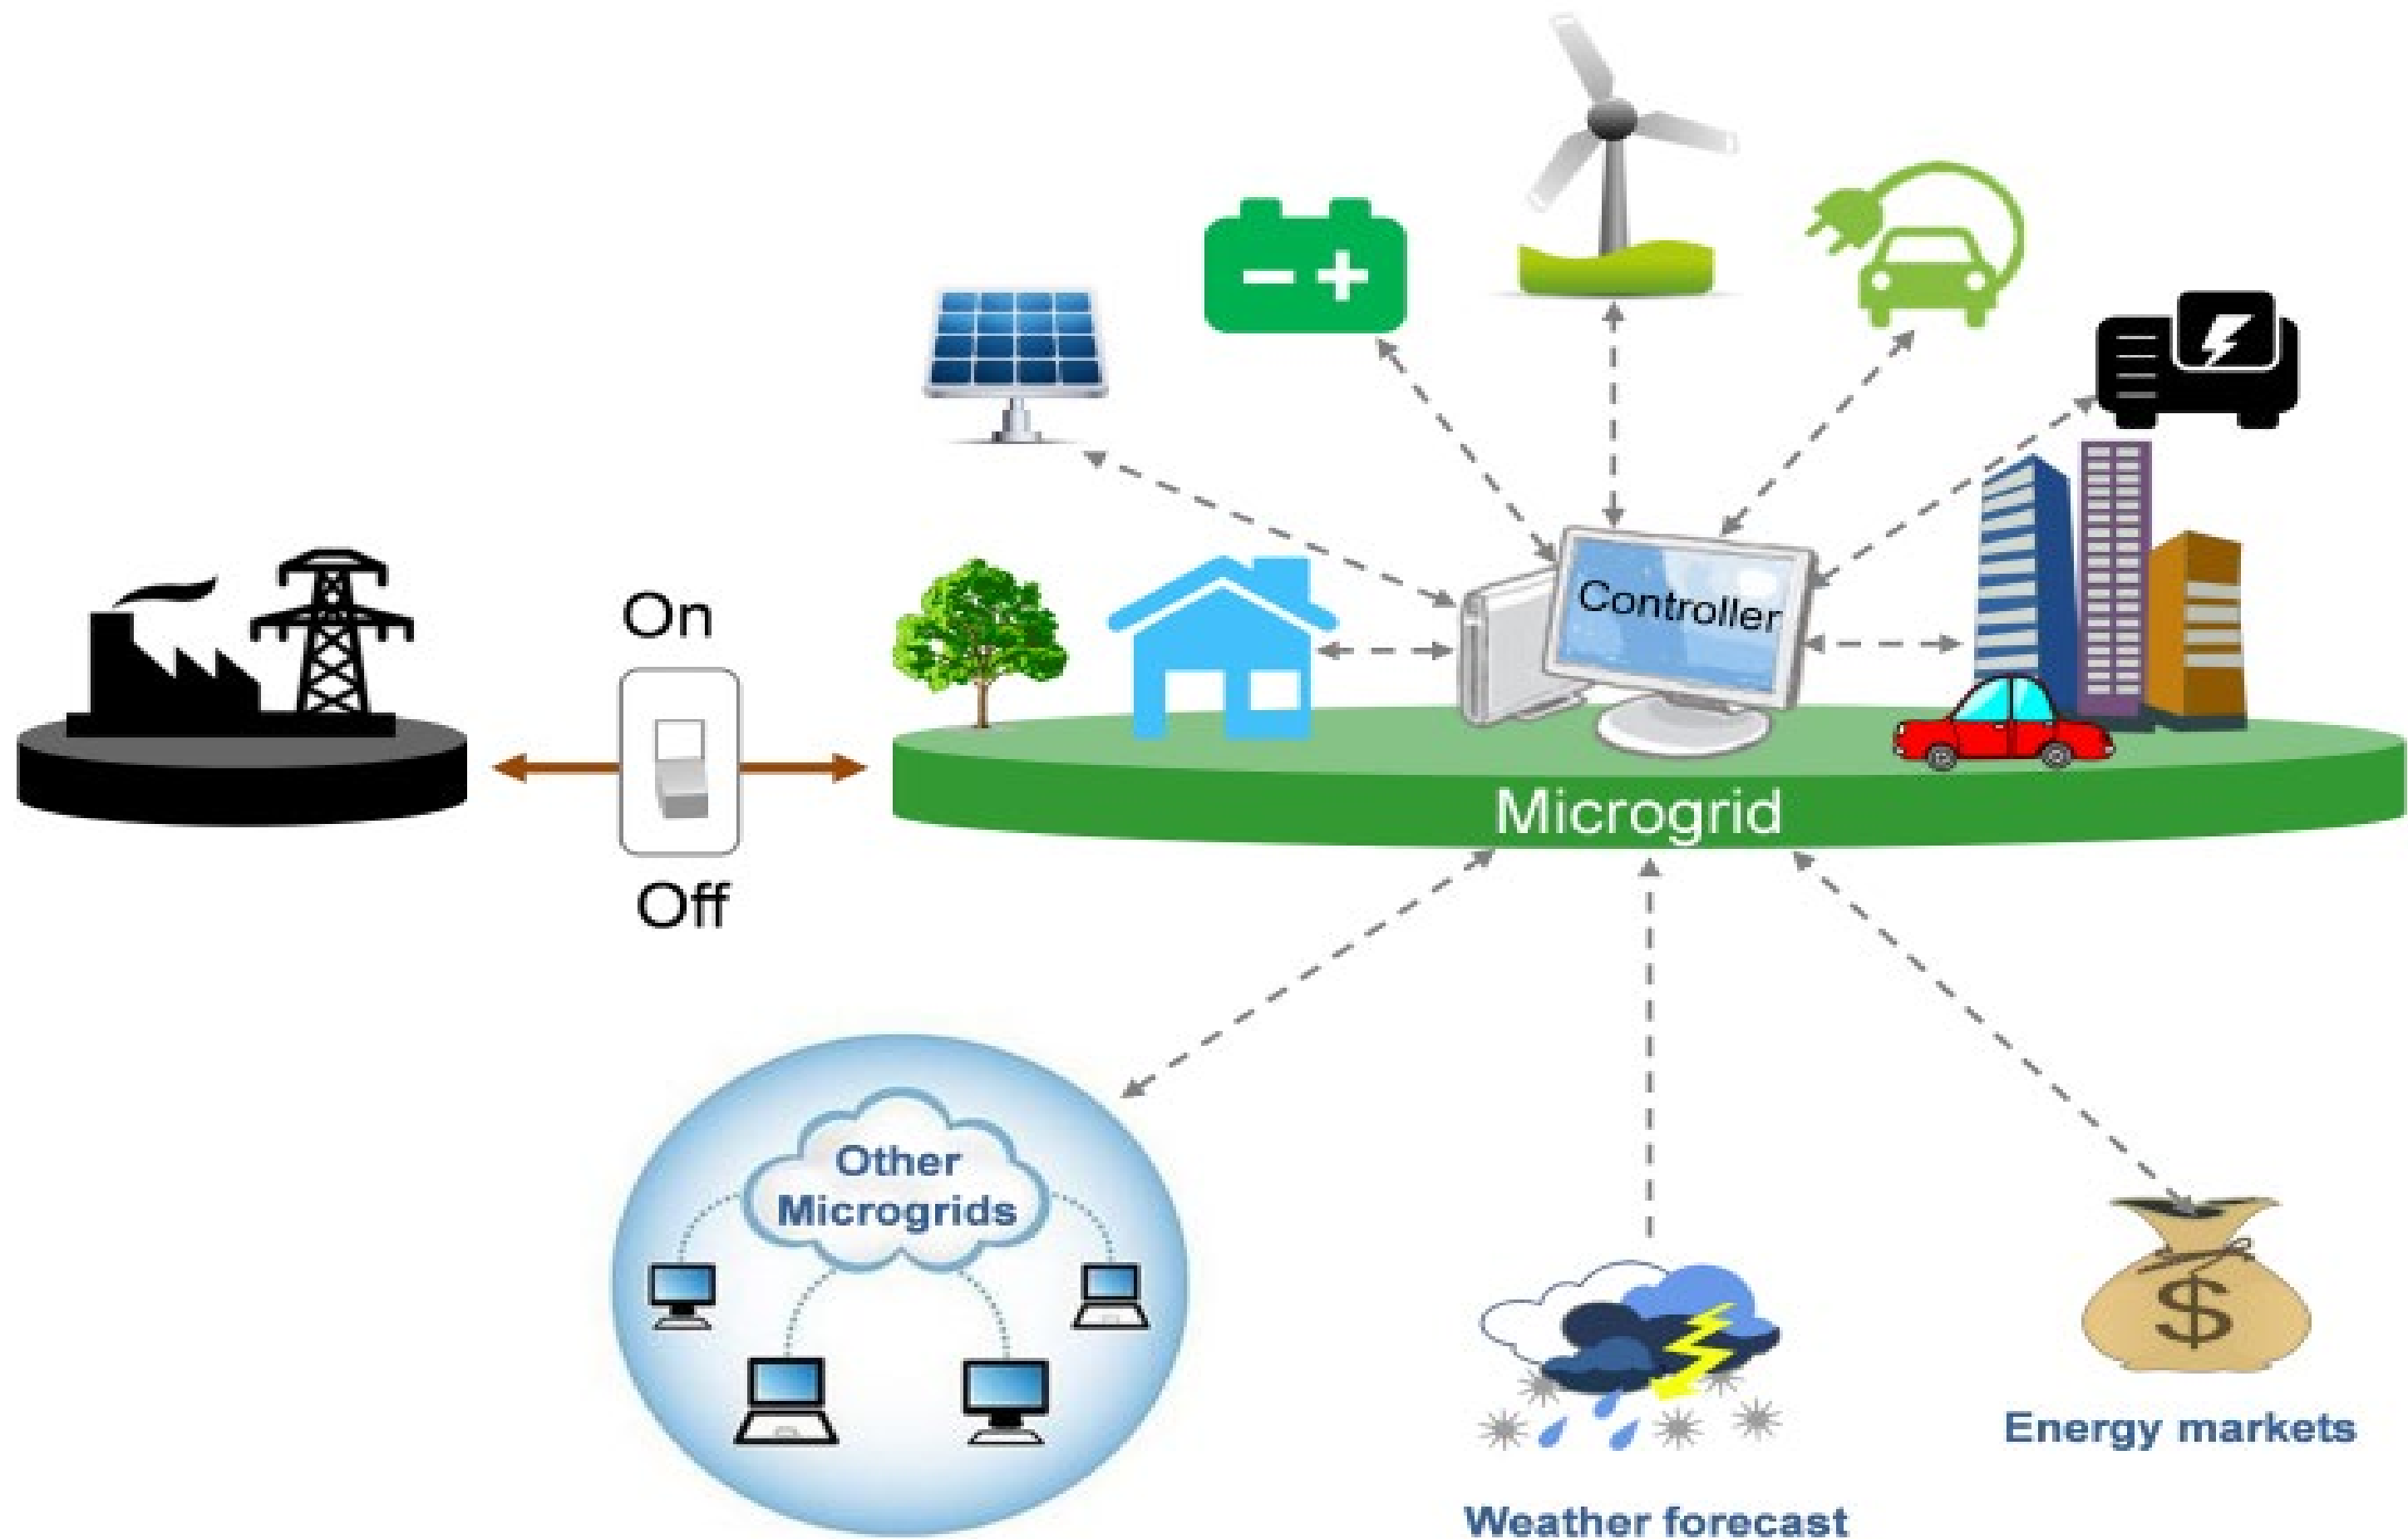 On
Off
Controller
Microgrid
Other
Microgrids
$
Energy markets
Weather forecast